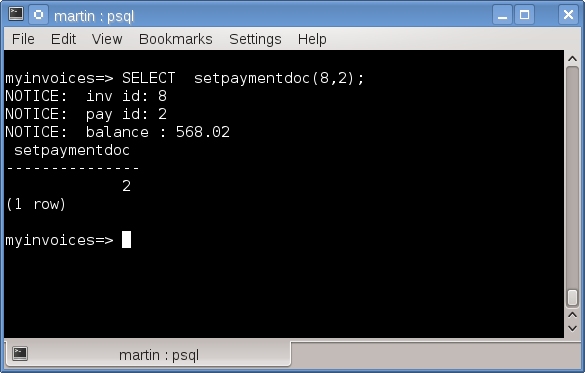 martin : psql
File Edit View Bookmarks Settings Help
myinvoices=> SELECT  setpaymentdoc(8,2);
NOTICE:  inv id: 8
NOTICE:  pay id: 2
NOTICE:  balance : 568.02
 setpaymentdoc
---------------
             2
(1 row)
myinvoices=>
martin : psql